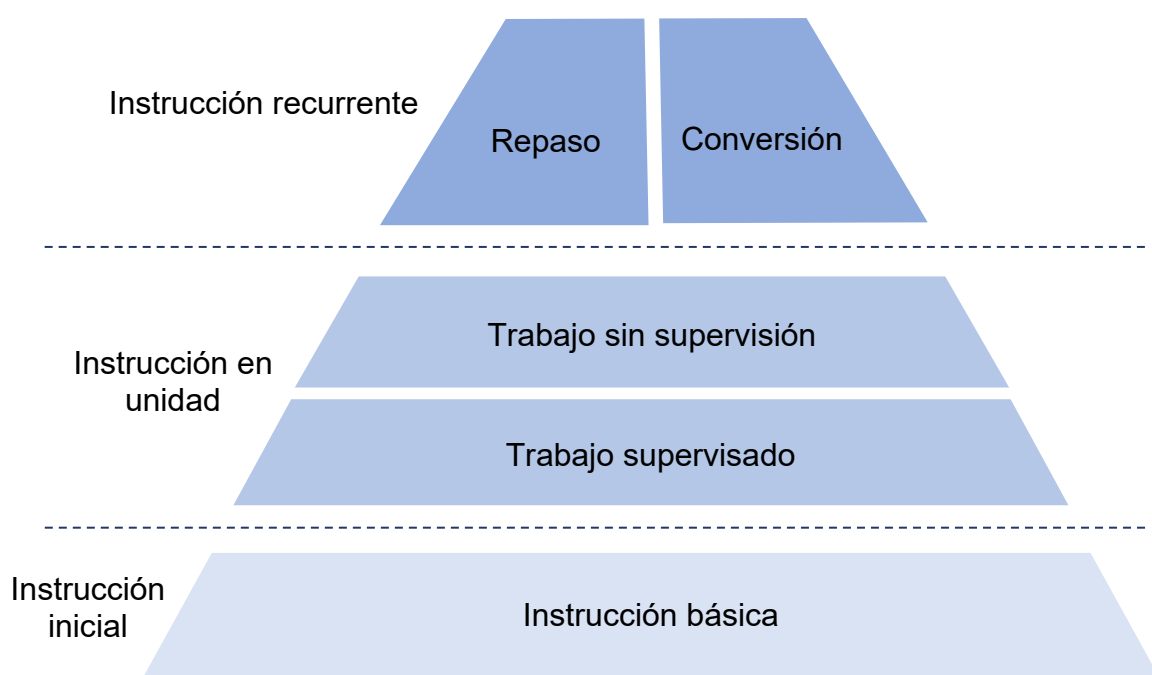 Instrucción recurrente
Repaso
Conversión
Instrucción en
unidad
Trabajo sin supervisión
Trabajo supervisado
Instrucción
inicial
Instrucción básica